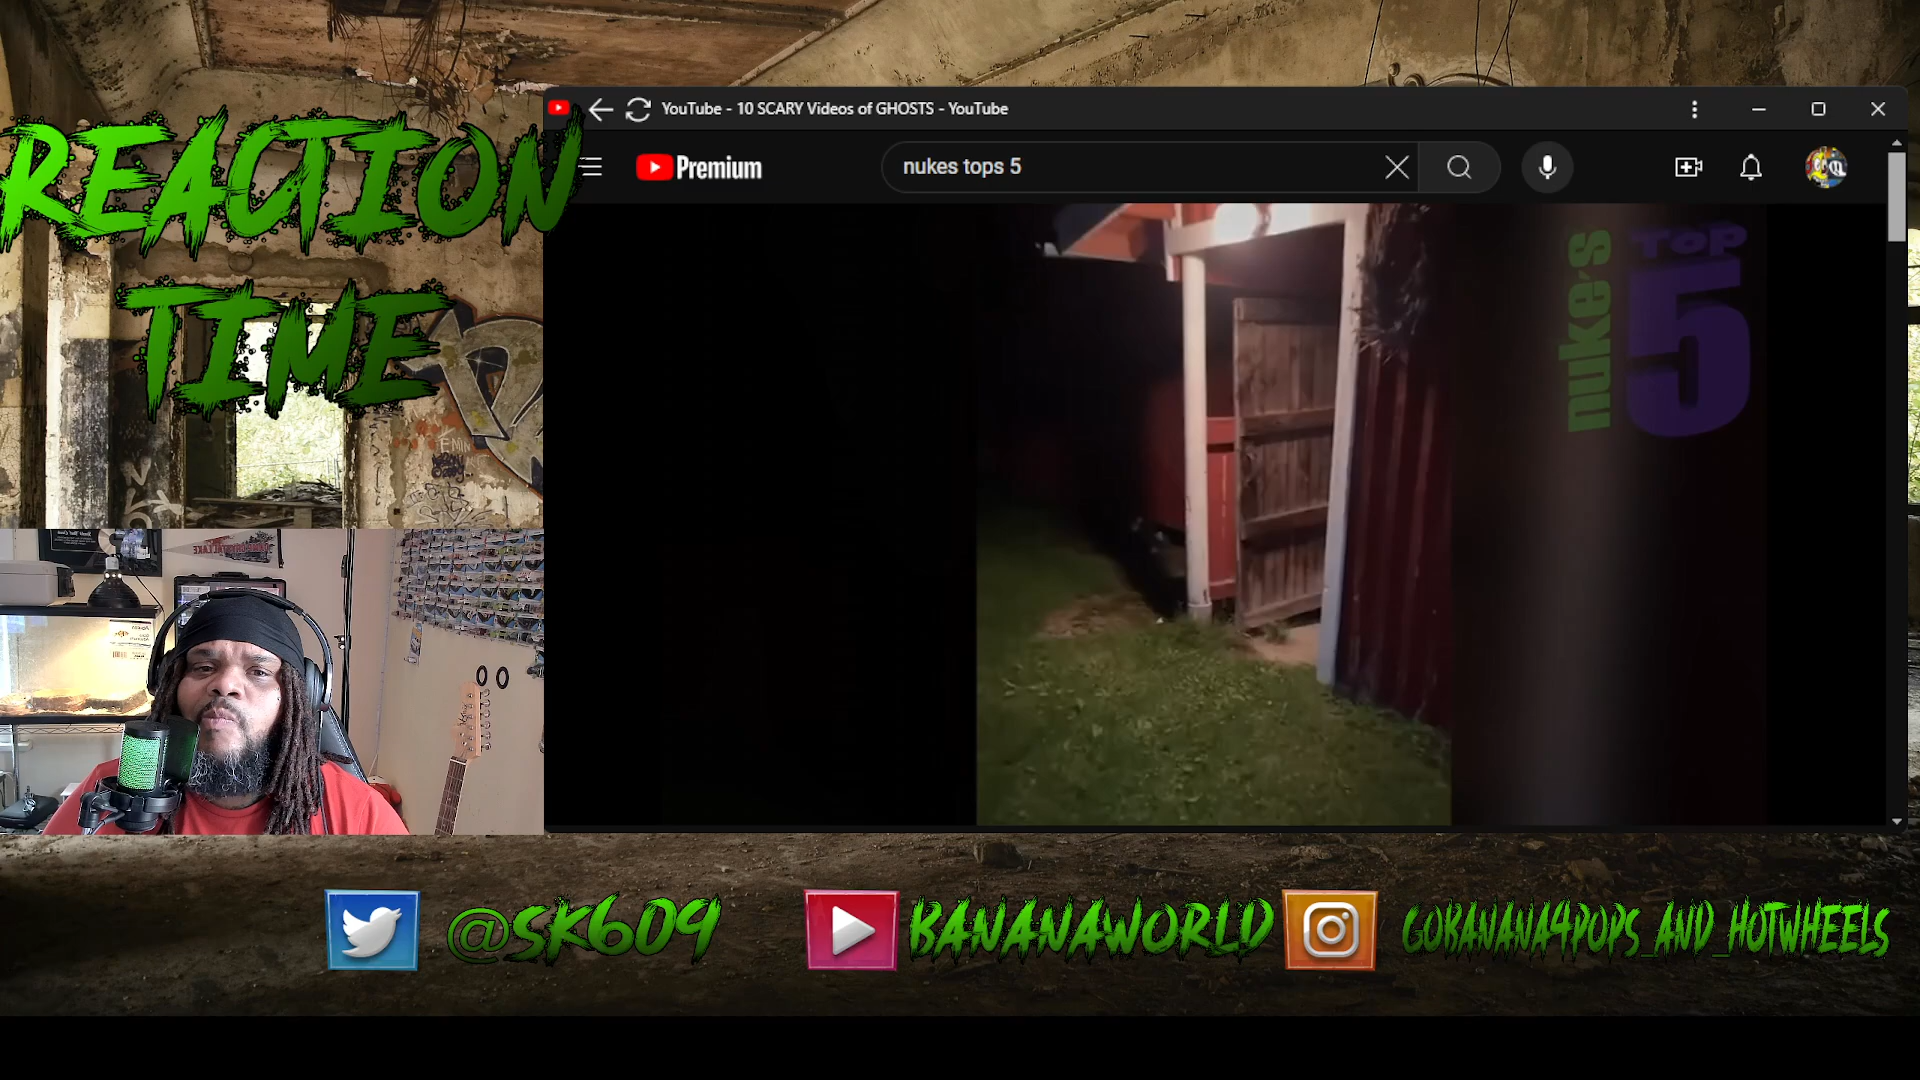 REACTION
TIME
YouTube - 10 SCARY Videos of GHOSTS - YouTube
Premium
nukes tops 5
nuke's
Top
5
@SK609
BANANAWORLD
GOBANANA4POPS_AND_HOTWHEELS